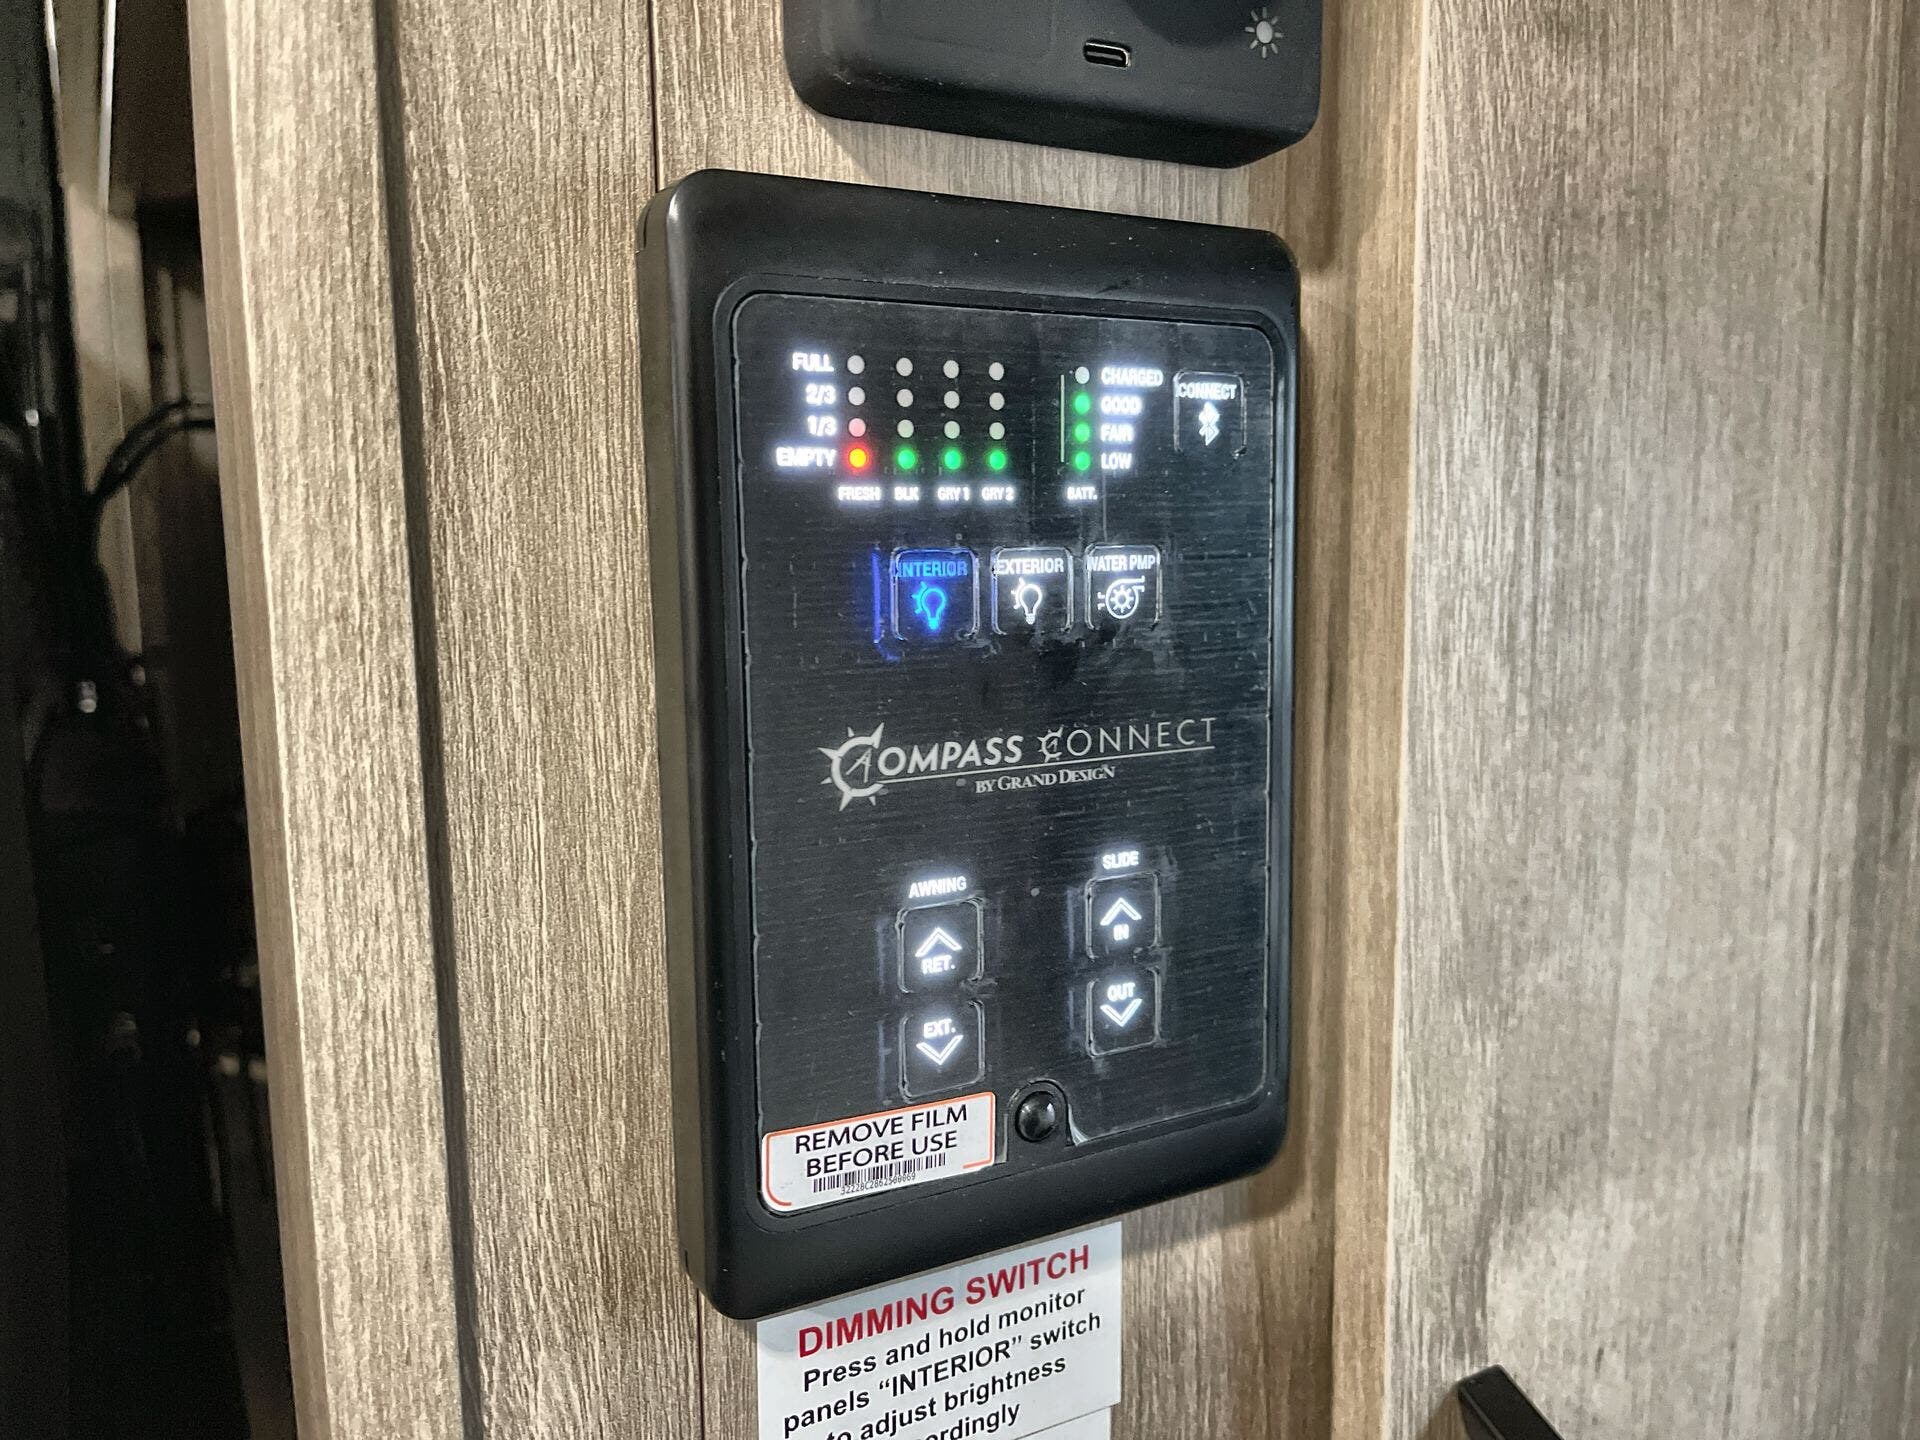 FULL
2/3
1/3
EMPTY
FRESH BLK GRY 1 GRY 2
CHARGED
GOOD
FAIR
LOW
BATT.
CONNECT
INTERIOR EXTERIOR WATER PMP
COMPASS CONNECT
BY GRAND DESIGN
AWNING
RET.
EXT.
SLIDE
IN
OUT
REMOVE FILM
BEFORE USE
DIMMING SWITCH
Press and hold monitor
panels “INTERIOR” switch
to adjust brightness